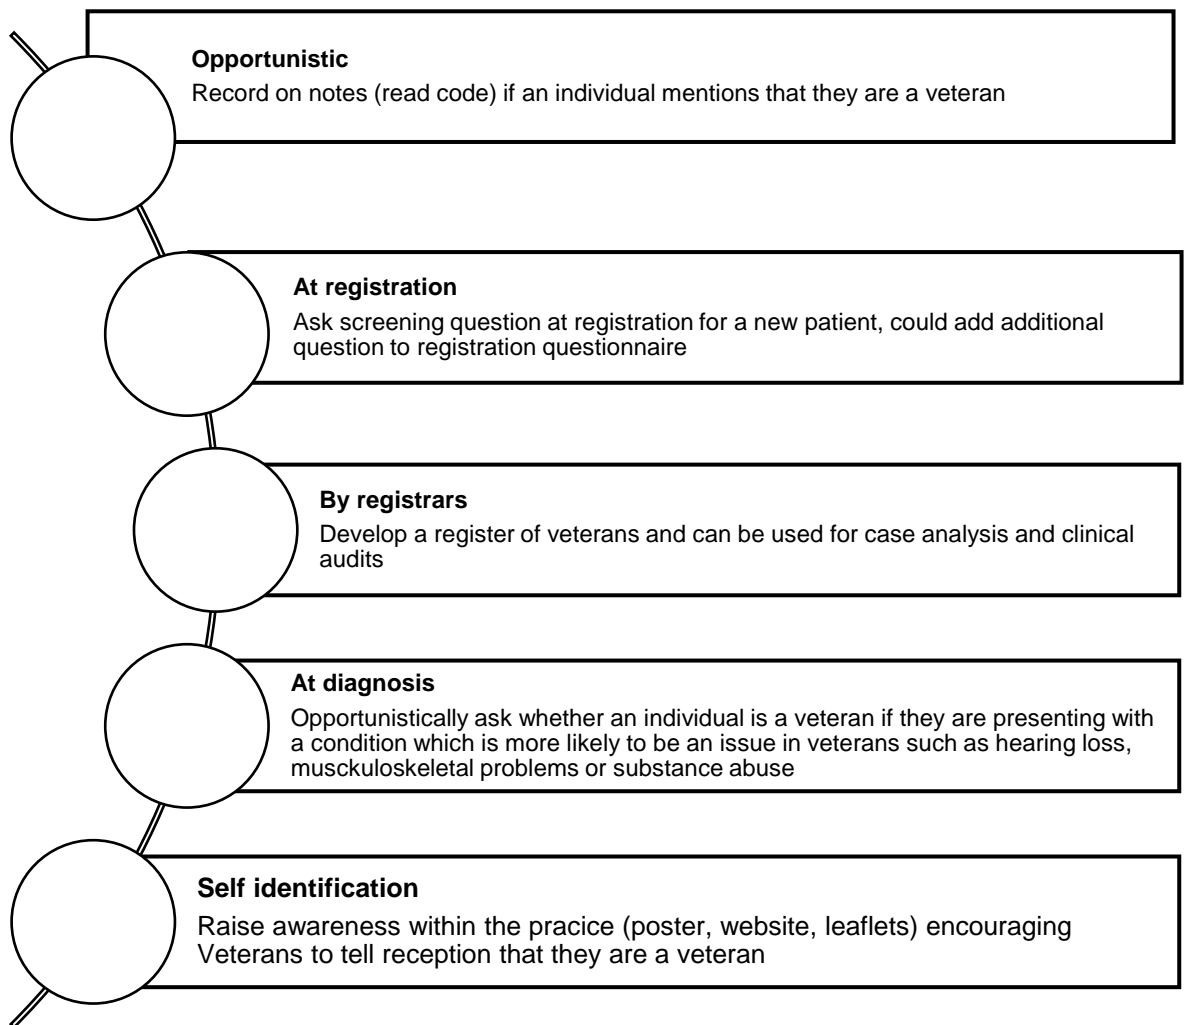 Opportunistic
Record on notes (read code) if an individual mentions that they are a veteran
At registration
Ask screening question at registration for a new patient, could add additional
question to registration questionnaire
By registrars
Develop a register of veterans and can be used for case analysis and clinical
audits
At diagnosis
Opportunistically ask whether an individual is a veteran if they are presenting with
a condition which is more likely to be an issue in veterans such as hearing loss,
musckuloskeletal problems or substance abuse
Self identification
Raise awareness within the pracice (poster, website, leaflets) encouraging
Veterans to tell reception that they are a veteran